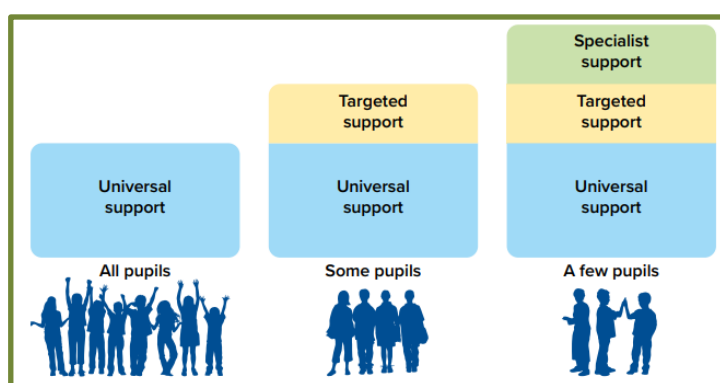 Specialist
support
Targeted
support
Targeted
support
Universal
support
Universal
support
Universal
support
All pupils
Some pupils
A few pupils